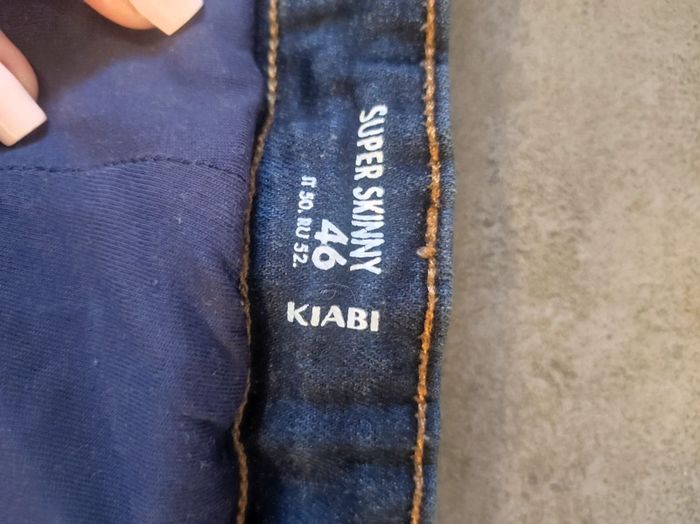 SUPER SKINNY
46
IT 50. RU 52.
KIABI